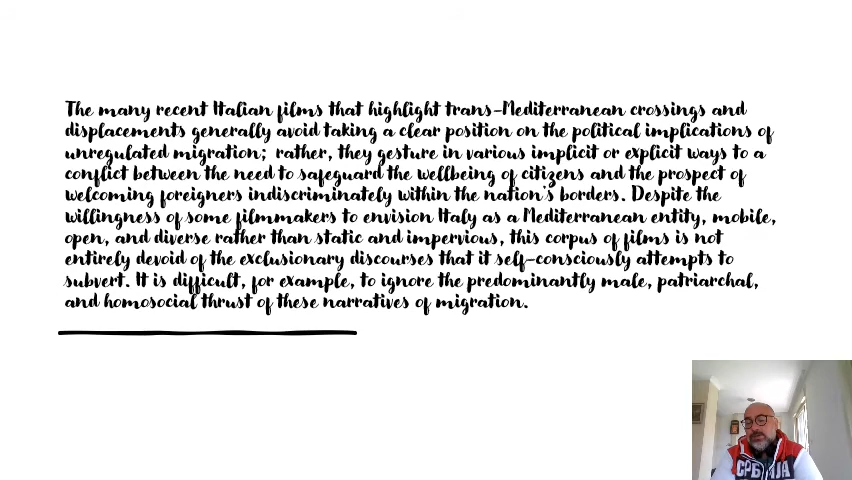 The many recent Italian films that highlight trans-Mediterranean crossings and
displacements generally avoid taking a clear position on the political implications of
unregulated migration; rather, they gesture in various implicit or explicit ways to a
conflict between the need to safeguard the wellbeing of citizens and the prospect of
welcoming foreigners indiscriminately within the nation's borders. Despite the
willingness of some filmmakers to envision Italy as a Mediterranean entity, mobile,
open, and diverse rather than static and impervious, this corpus of films is not
entirely devoid of the exclusionary discourses that it self-consciously attempts to
subvert. It is difficult, for example, to ignore the predominantly male, patriarchal,
and homosocial thrust of these narratives of migration.
СРБИЈА